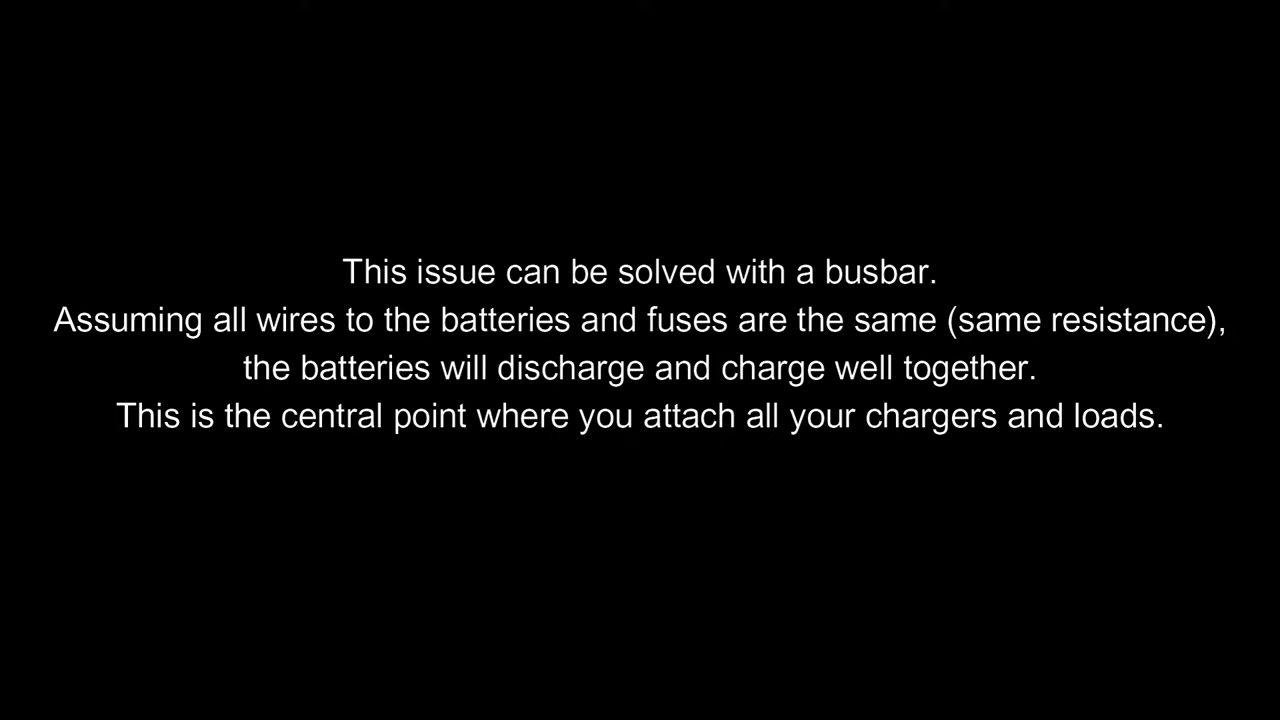 This issue can be solved with a busbar.
Assuming all wires to the batteries and fuses are the same (same resistance),
the batteries will discharge and charge well together.
This is the central point where you attach all your chargers and loads.